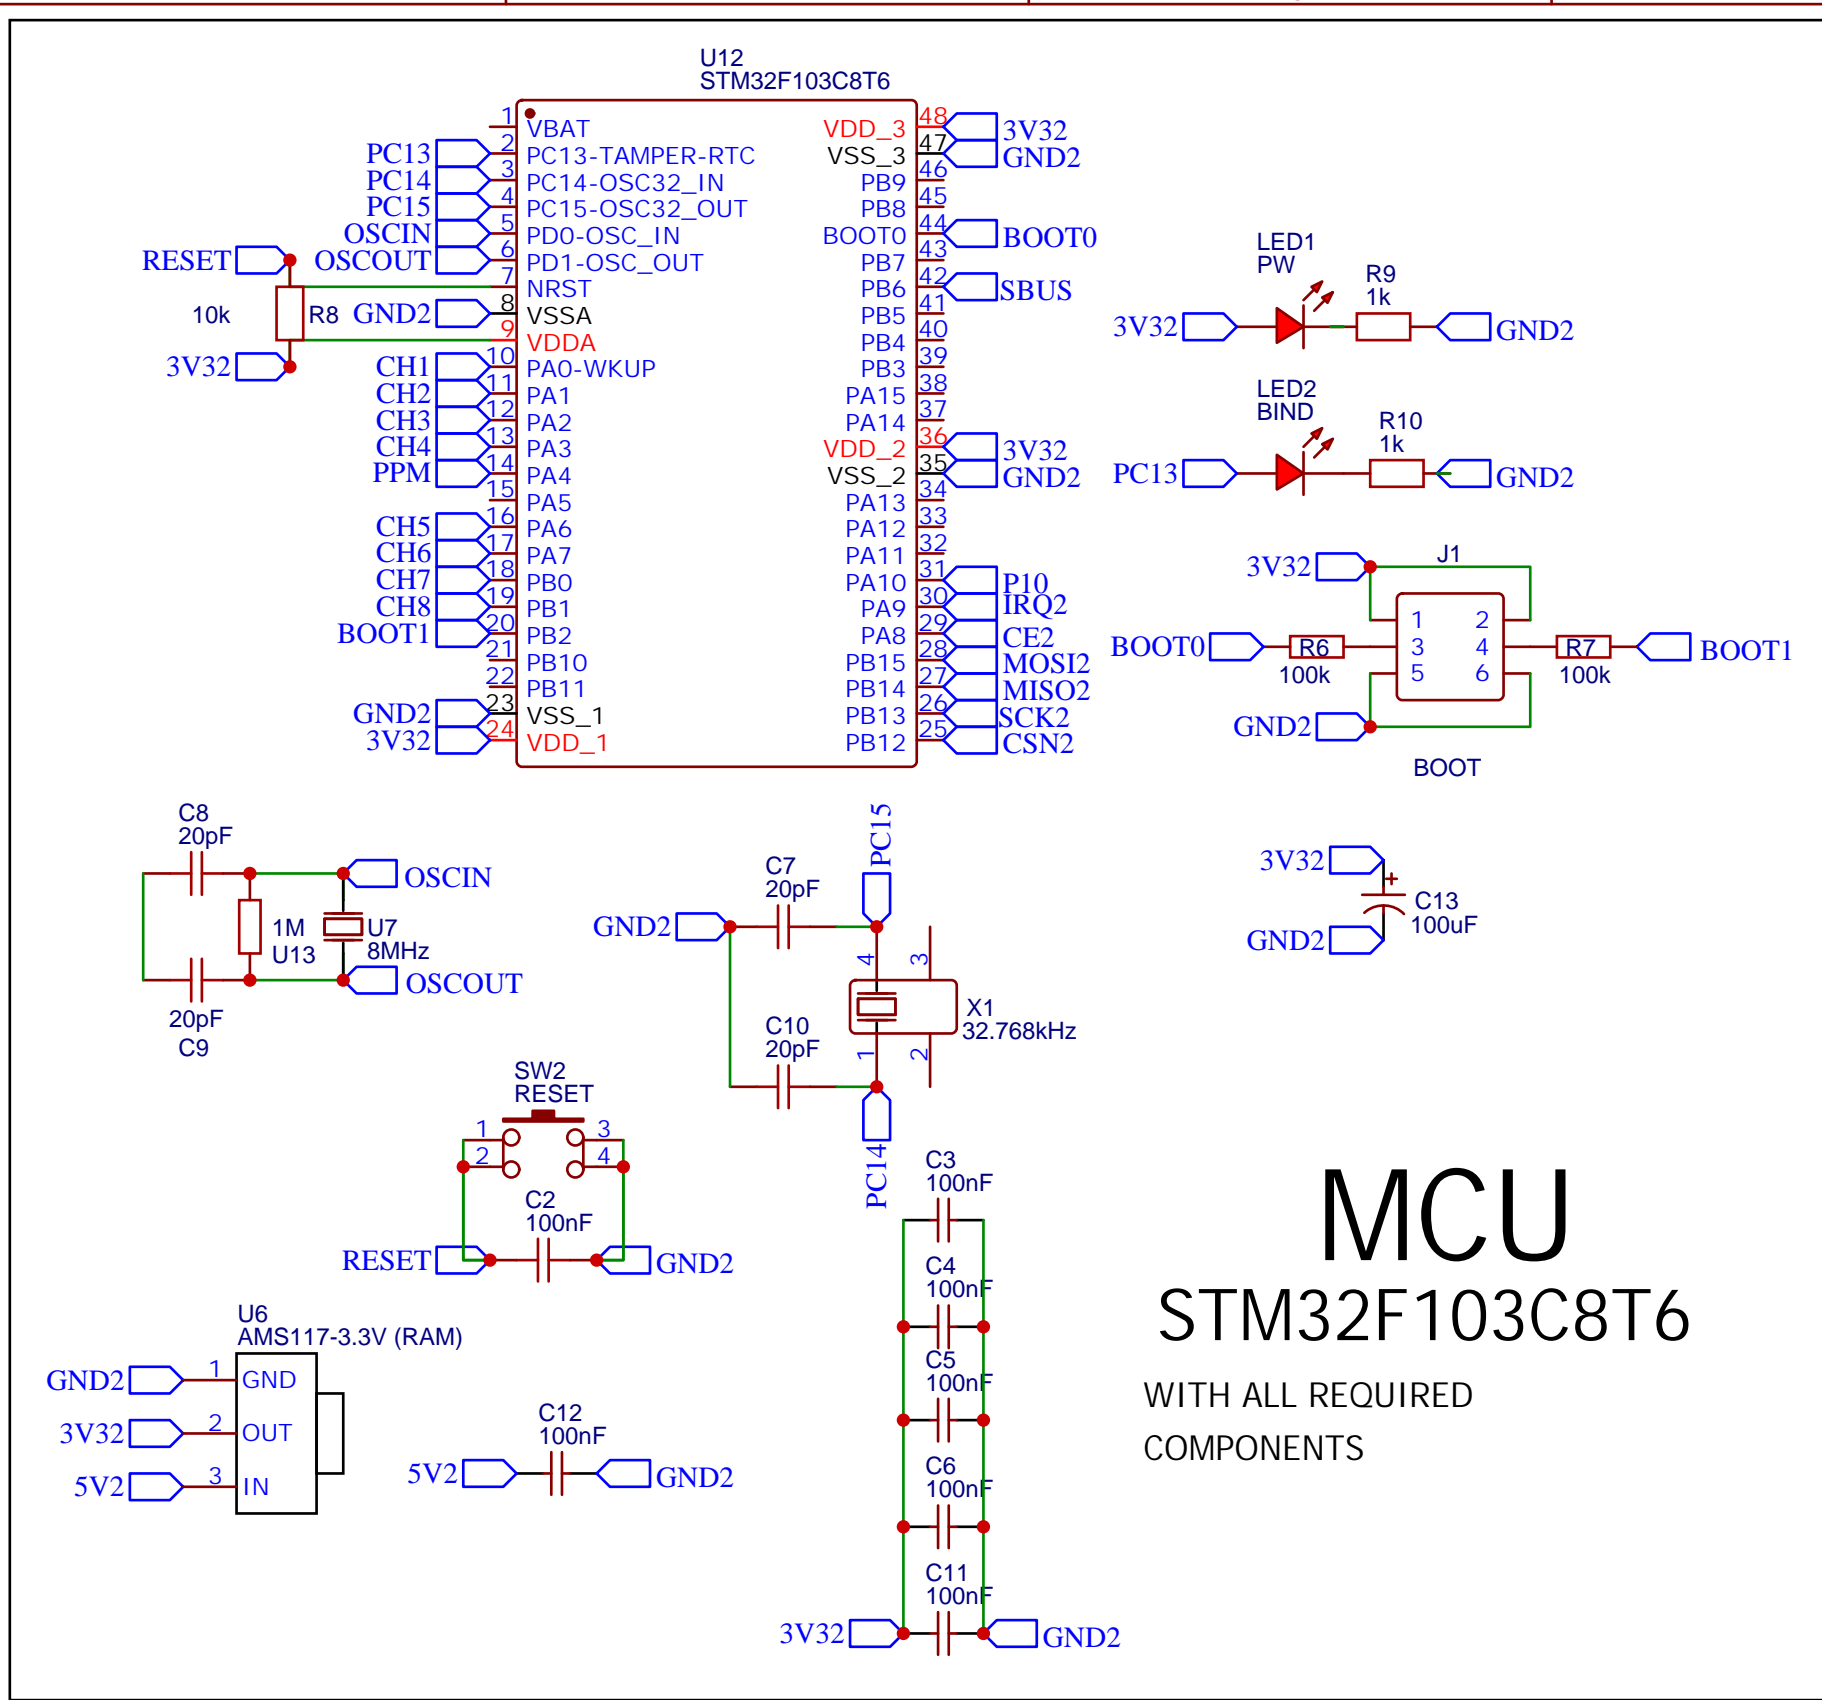 U12
STM32F103C8T6
1 VBAT
PC13 2 PC13-TAMPER-RTC
PC14 3 PC14-OSC32_IN
PC15 4 PC15-OSC32_OUT
OSCIN 5 PD0-OSC_IN
OSCOUT 6 PD1-OSC_OUT
7 NRST
GND2 8 VSSA
9 VDDA
CH1 10 PA0-WKUP
CH2 11 PA1
CH3 12 PA2
CH4 13 PA3
PPM 14 PA4
15 PA5
CH5 16 PA6
CH6 17 PA7
CH7 18 PB0
CH8 19 PB1
BOOT1 20 PB2
21 PB10
22 PB11
GND2 23 VSS_1
3V32 24 VDD_1
VDD_3 48 3V32
VSS_3 47 GND2
PB9 46
PB8 45
BOOT0 44 BOOT0
PB7 43
PB6 42 SBUS
PB5 41
PB4 40
PB3 39
PA15 38
PA14 37
VDD_2 36 3V32
VSS_2 35 GND2
PA13 34
PA12 33
PA11 32
PA10 31 P10
PA9 30 IRQ2
PA8 29 CE2
PB15 28 MOSI2
PB14 27 MISO2
PB13 26 SCK2
PB12 25 CSN2
RESET
10k R8
3V32
LED1
PW
R9
1k
3V32 GND2
LED2
BIND
R10
1k
PC13 GND2
3V32 J1
1 2
BOOT0 R6 3 4 R7 BOOT1
100k 5 6 100k
GND2
BOOT
C8
20pF
OSCIN
1M U7
U13 8MHz
OSCOUT
20pF
C9
PC15
C7
20pF
GND2
4 3
X1
32.768kHz
C10
20pF
1 2
PC14
3V32
+
C13
100uF
GND2
SW2
RESET
1 3
2 4
C2
100nF
RESET GND2
U6
AMS117-3.3V (RAM)
GND2 1 GND
3V32 2 OUT
5V2 3 IN
C12
100nF
5V2 GND2
C3
100nF
C4
100nF
C5
100nF
C6
100nF
C11
100nF
3V32 GND2
MCU
STM32F103C8T6
WITH ALL REQUIRED
COMPONENTS